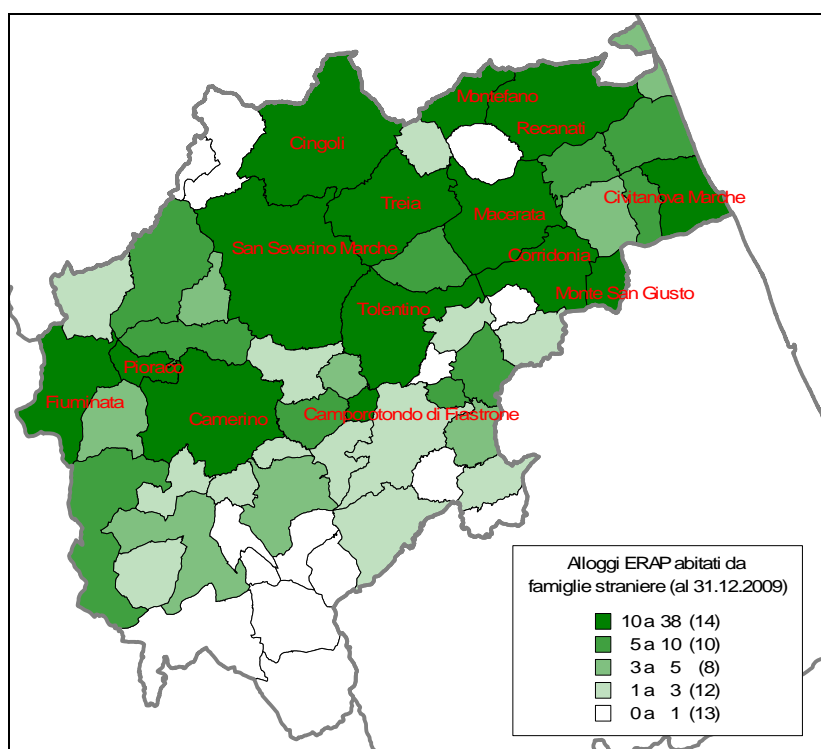 Montefano
Recanati
Cingoli
Treia
Civitanova Marche
Macerata
San Severino Marche
Corridonia
Monte San Giusto
Tolentino
Pioraco
Fiuminata
Camerino
Camporotondo di Fiastrone
Alloggi ERAP abitati da
famiglie straniere (al 31.12.2009)
10 a 38 (14)
5 a 10 (10)
3 a 5 (8)
1 a 3 (12)
0 a 1 (13)